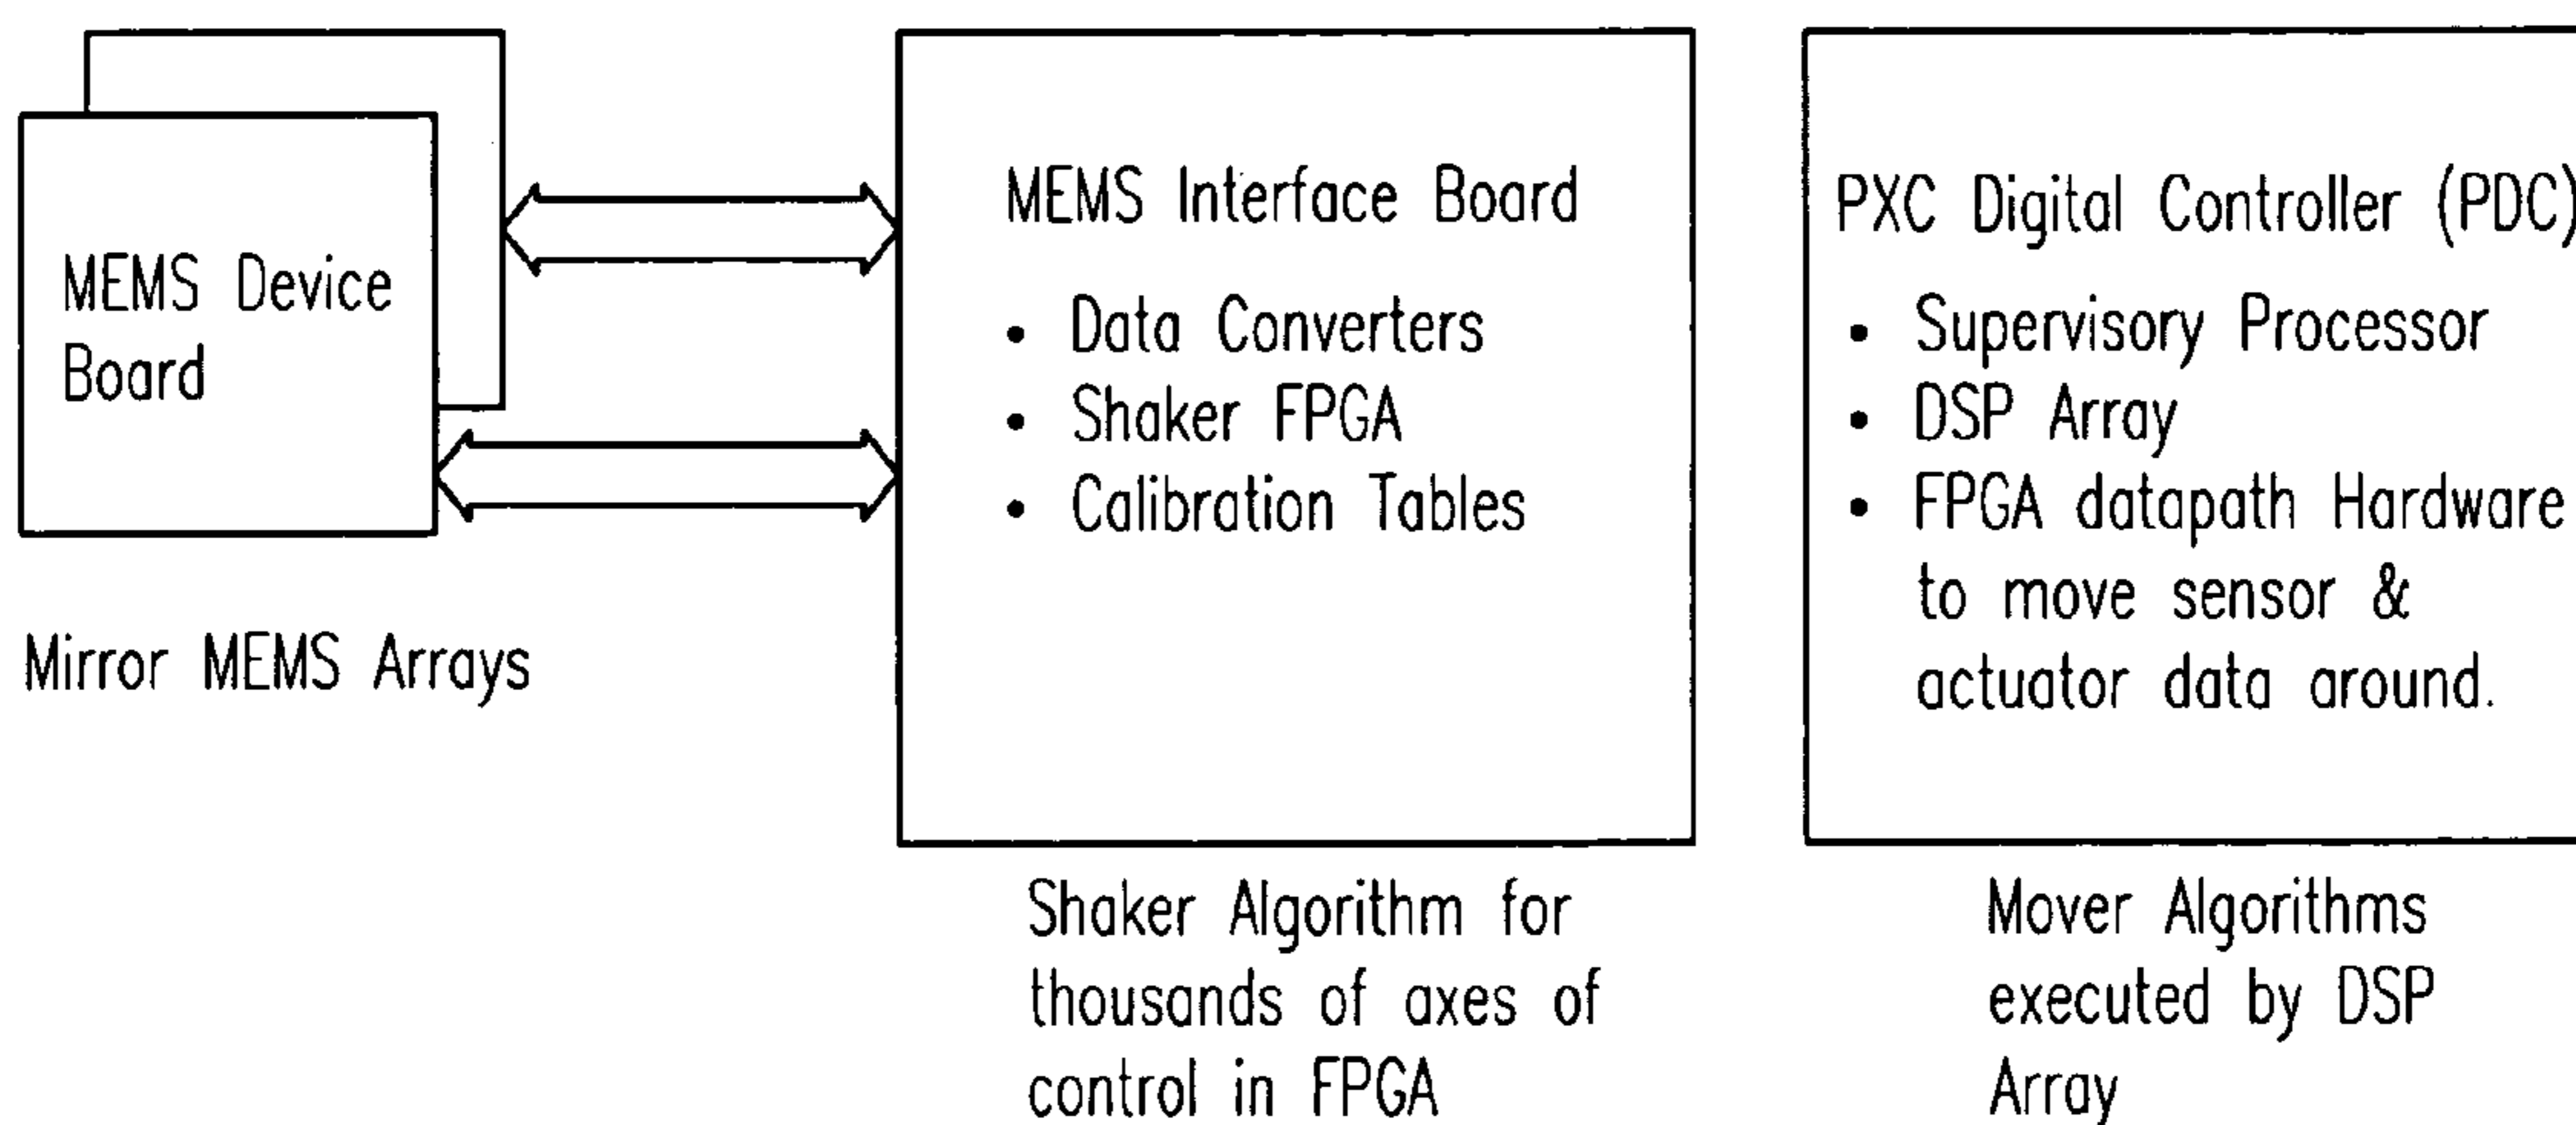 MEMS Device
Board
Mirror MEMS Arrays
MEMS Interface Board
• Data Converters
• Shaker FPGA
• Calibration Tables
Shaker Algorithm for
thousands of axes of
control in FPGA
PXC Digital Controller (PDC)
• Supervisory Processor
• DSP Array
• FPGA datapath Hardware
to move sensor &
actuator data around.
Mover Algorithms
executed by DSP
Array